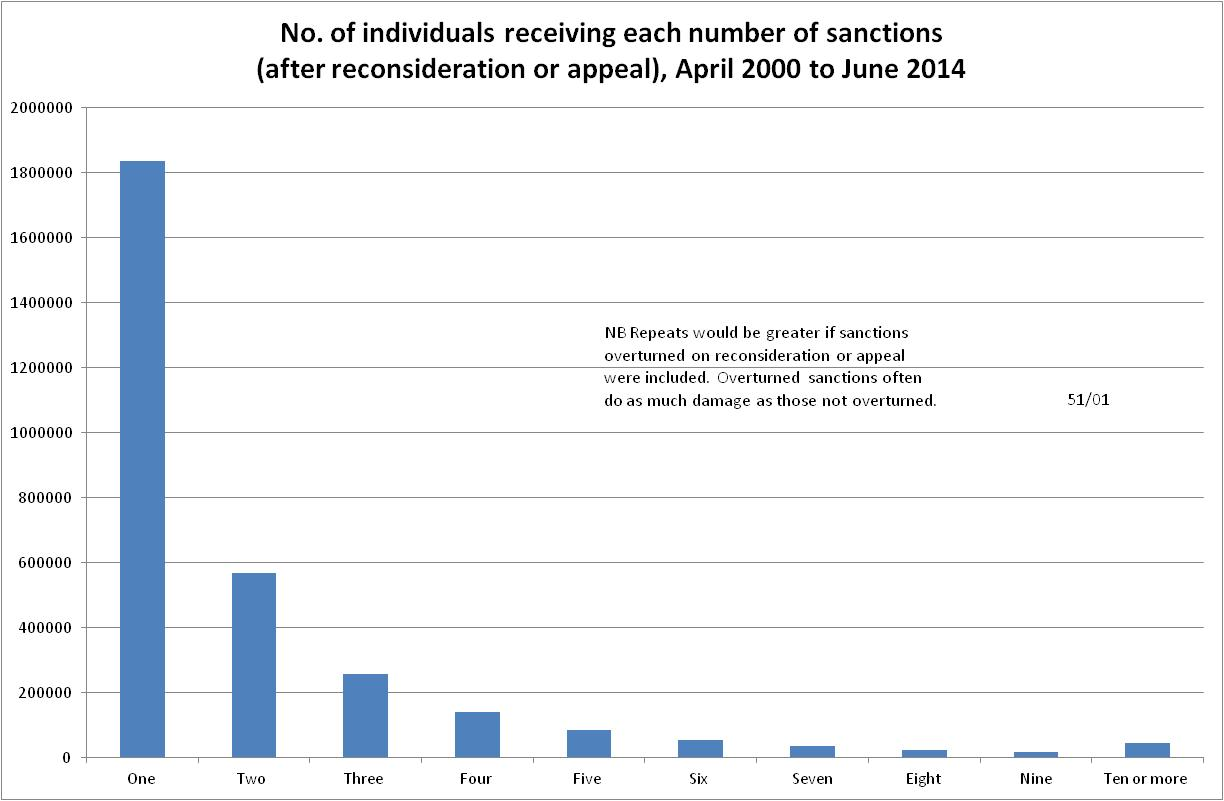 No. of individuals receiving each number of sanctions
(after reconsideration or appeal), April 2000 to June 2014
2000000
1800000
1600000
1400000
1200000
1000000
800000
600000
400000
200000
0
NB Repeats would be greater if sanctions
overturned on reconsideration or appeal
were included. Overturned sanctions often
do as much damage as those not overturned.
51/01
One
Two
Three
Four
Five
Six
Seven
Eight
Nine
Ten or more